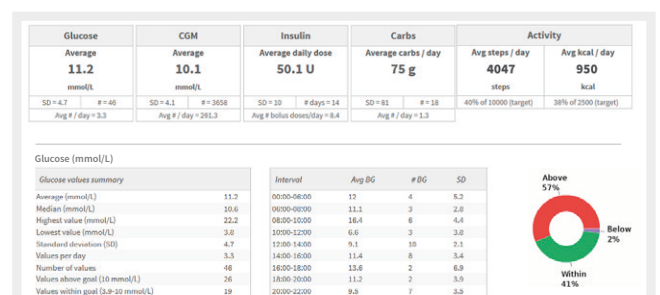 Glucose CGM Insulin Carbs Activity
Average Average Average daily dose Average carbs / day Avg steps / day Avg kcal / day
11.2 10.1 50.1 U 75 g 4047 950
mmol/L mmol/L steps kcal
SD = 4.7 # = 46 SD = 4.1 # = 3658 SD = 10 # days = 14 SD = 81 # = 18 40% of 10000 (target) 38% of 2500 (target)
Avg # / day = 3.3 Avg # / day = 261.3 Avg # bolus doses/day = 8.4 Avg # / day = 1.3
Glucose (mmol/L)
Glucose values summary Interval Avg BG # BG SD
Average (mmol/L) 11.2 00:00-06:00 12 4 5.2
Median (mmol/L) 10.6 06:00-08:00 11.1 3 2.8
Highest value (mmol/L) 22.2 08:00-10:00 16.4 6 4.4
Lowest value (mmol/L) 3.8 10:00-12:00 6.6 3 3.8
Standard deviation (SD) 4.7 12:00-14:00 9.1 10 2.1
Values per day 3.3 14:00-16:00 11.4 8 3.4
Number of values 46 16:00-18:00 13.6 2 6.9
Values above goal (10 mmol/L) 26 18:00-20:00 11.2 2 3.9
Values within goal (3.9-10 mmol/L) 19 20:00-22:00 9.5 7 3.5
Above
57%
Below
2%
Within
41%